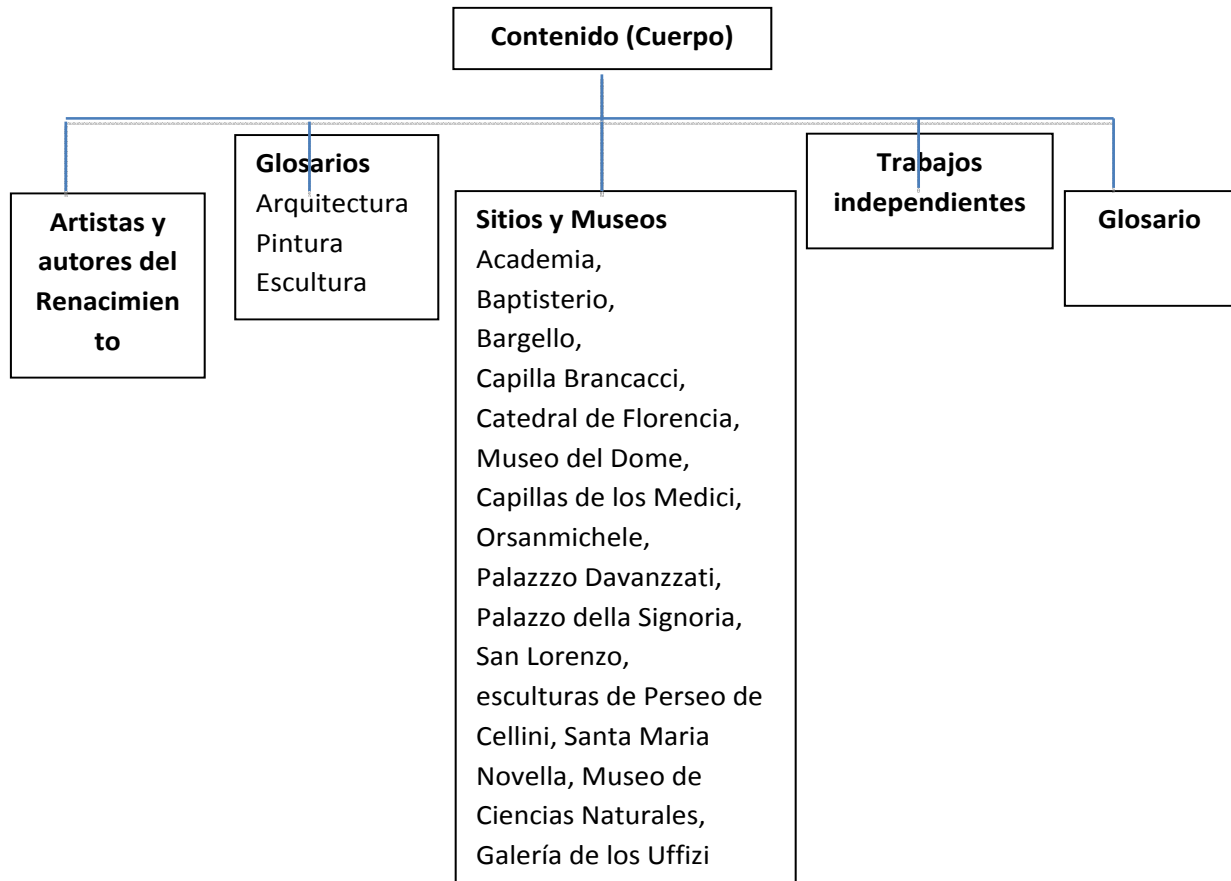 Contenido (Cuerpo)
Artistas y
autores del
Renacimien
to
Glosarios
Arquitectura
Pintura
Escultura
Sitios y Museos
Academia,
Baptisterio,
Bargello,
Capilla Brancacci,
Catedral de Florencia,
Museo del Dome,
Capillas de los Medici,
Orsanmichele,
Palazzzo Davanzzati,
Palazzo della Signoria,
San Lorenzo,
esculturas de Perseo de
Cellini, Santa Maria
Novella, Museo de
Ciencias Naturales,
Galería de los Uffizi
Trabajos
independientes
Glosario